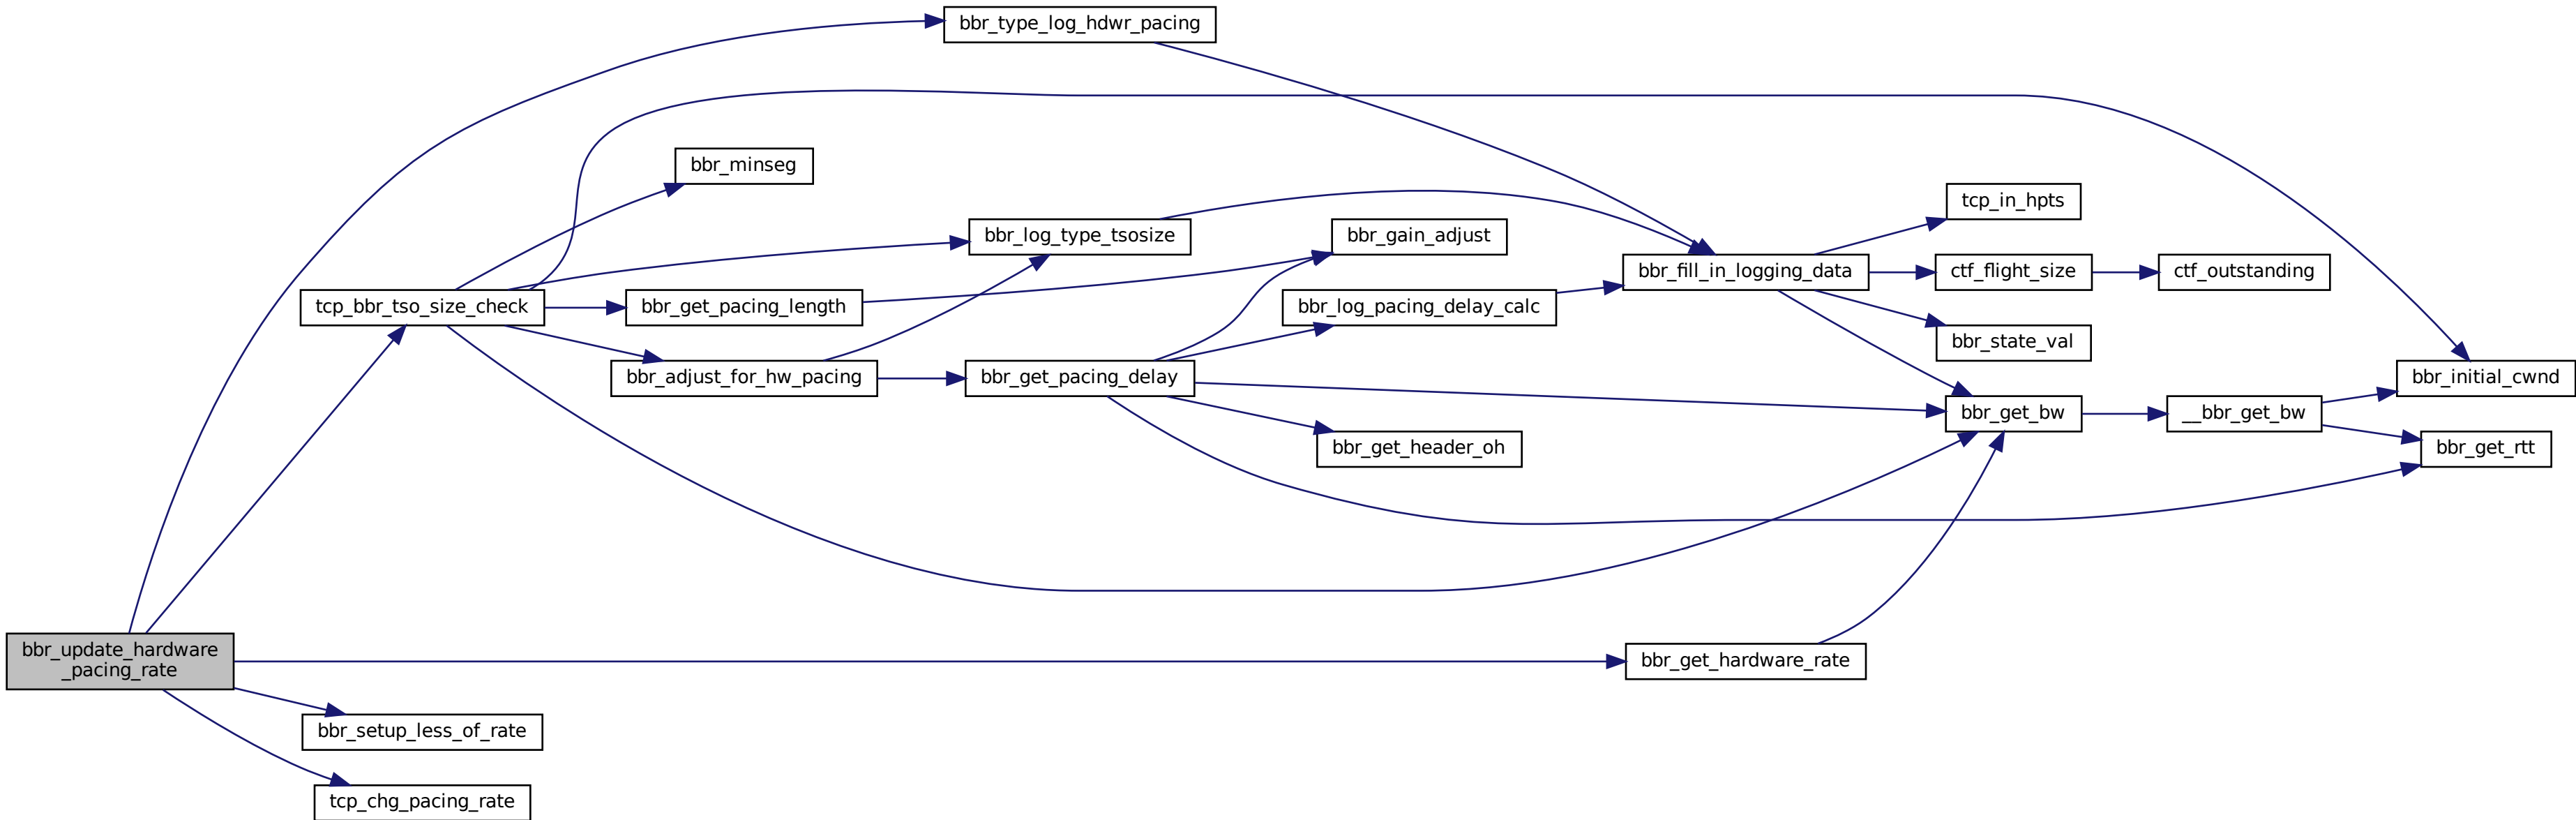 bbr_type_log_hdwr_pacing
bbr_minseg
tcp_in_hpts
bbr_log_type_tsosize
bbr_gain_adjust
bbr_fill_in_logging_data
ctf_flight_size
ctf_outstanding
tcp_bbr_tso_size_check
bbr_get_pacing_length
bbr_log_pacing_delay_calc
bbr_state_val
bbr_adjust_for_hw_pacing
bbr_get_pacing_delay
bbr_initial_cwnd
bbr_get_bw
__bbr_get_bw
bbr_get_header_oh
bbr_get_rtt
bbr_update_hardware
_pacing_rate
bbr_get_hardware_rate
bbr_setup_less_of_rate
tcp_chg_pacing_rate